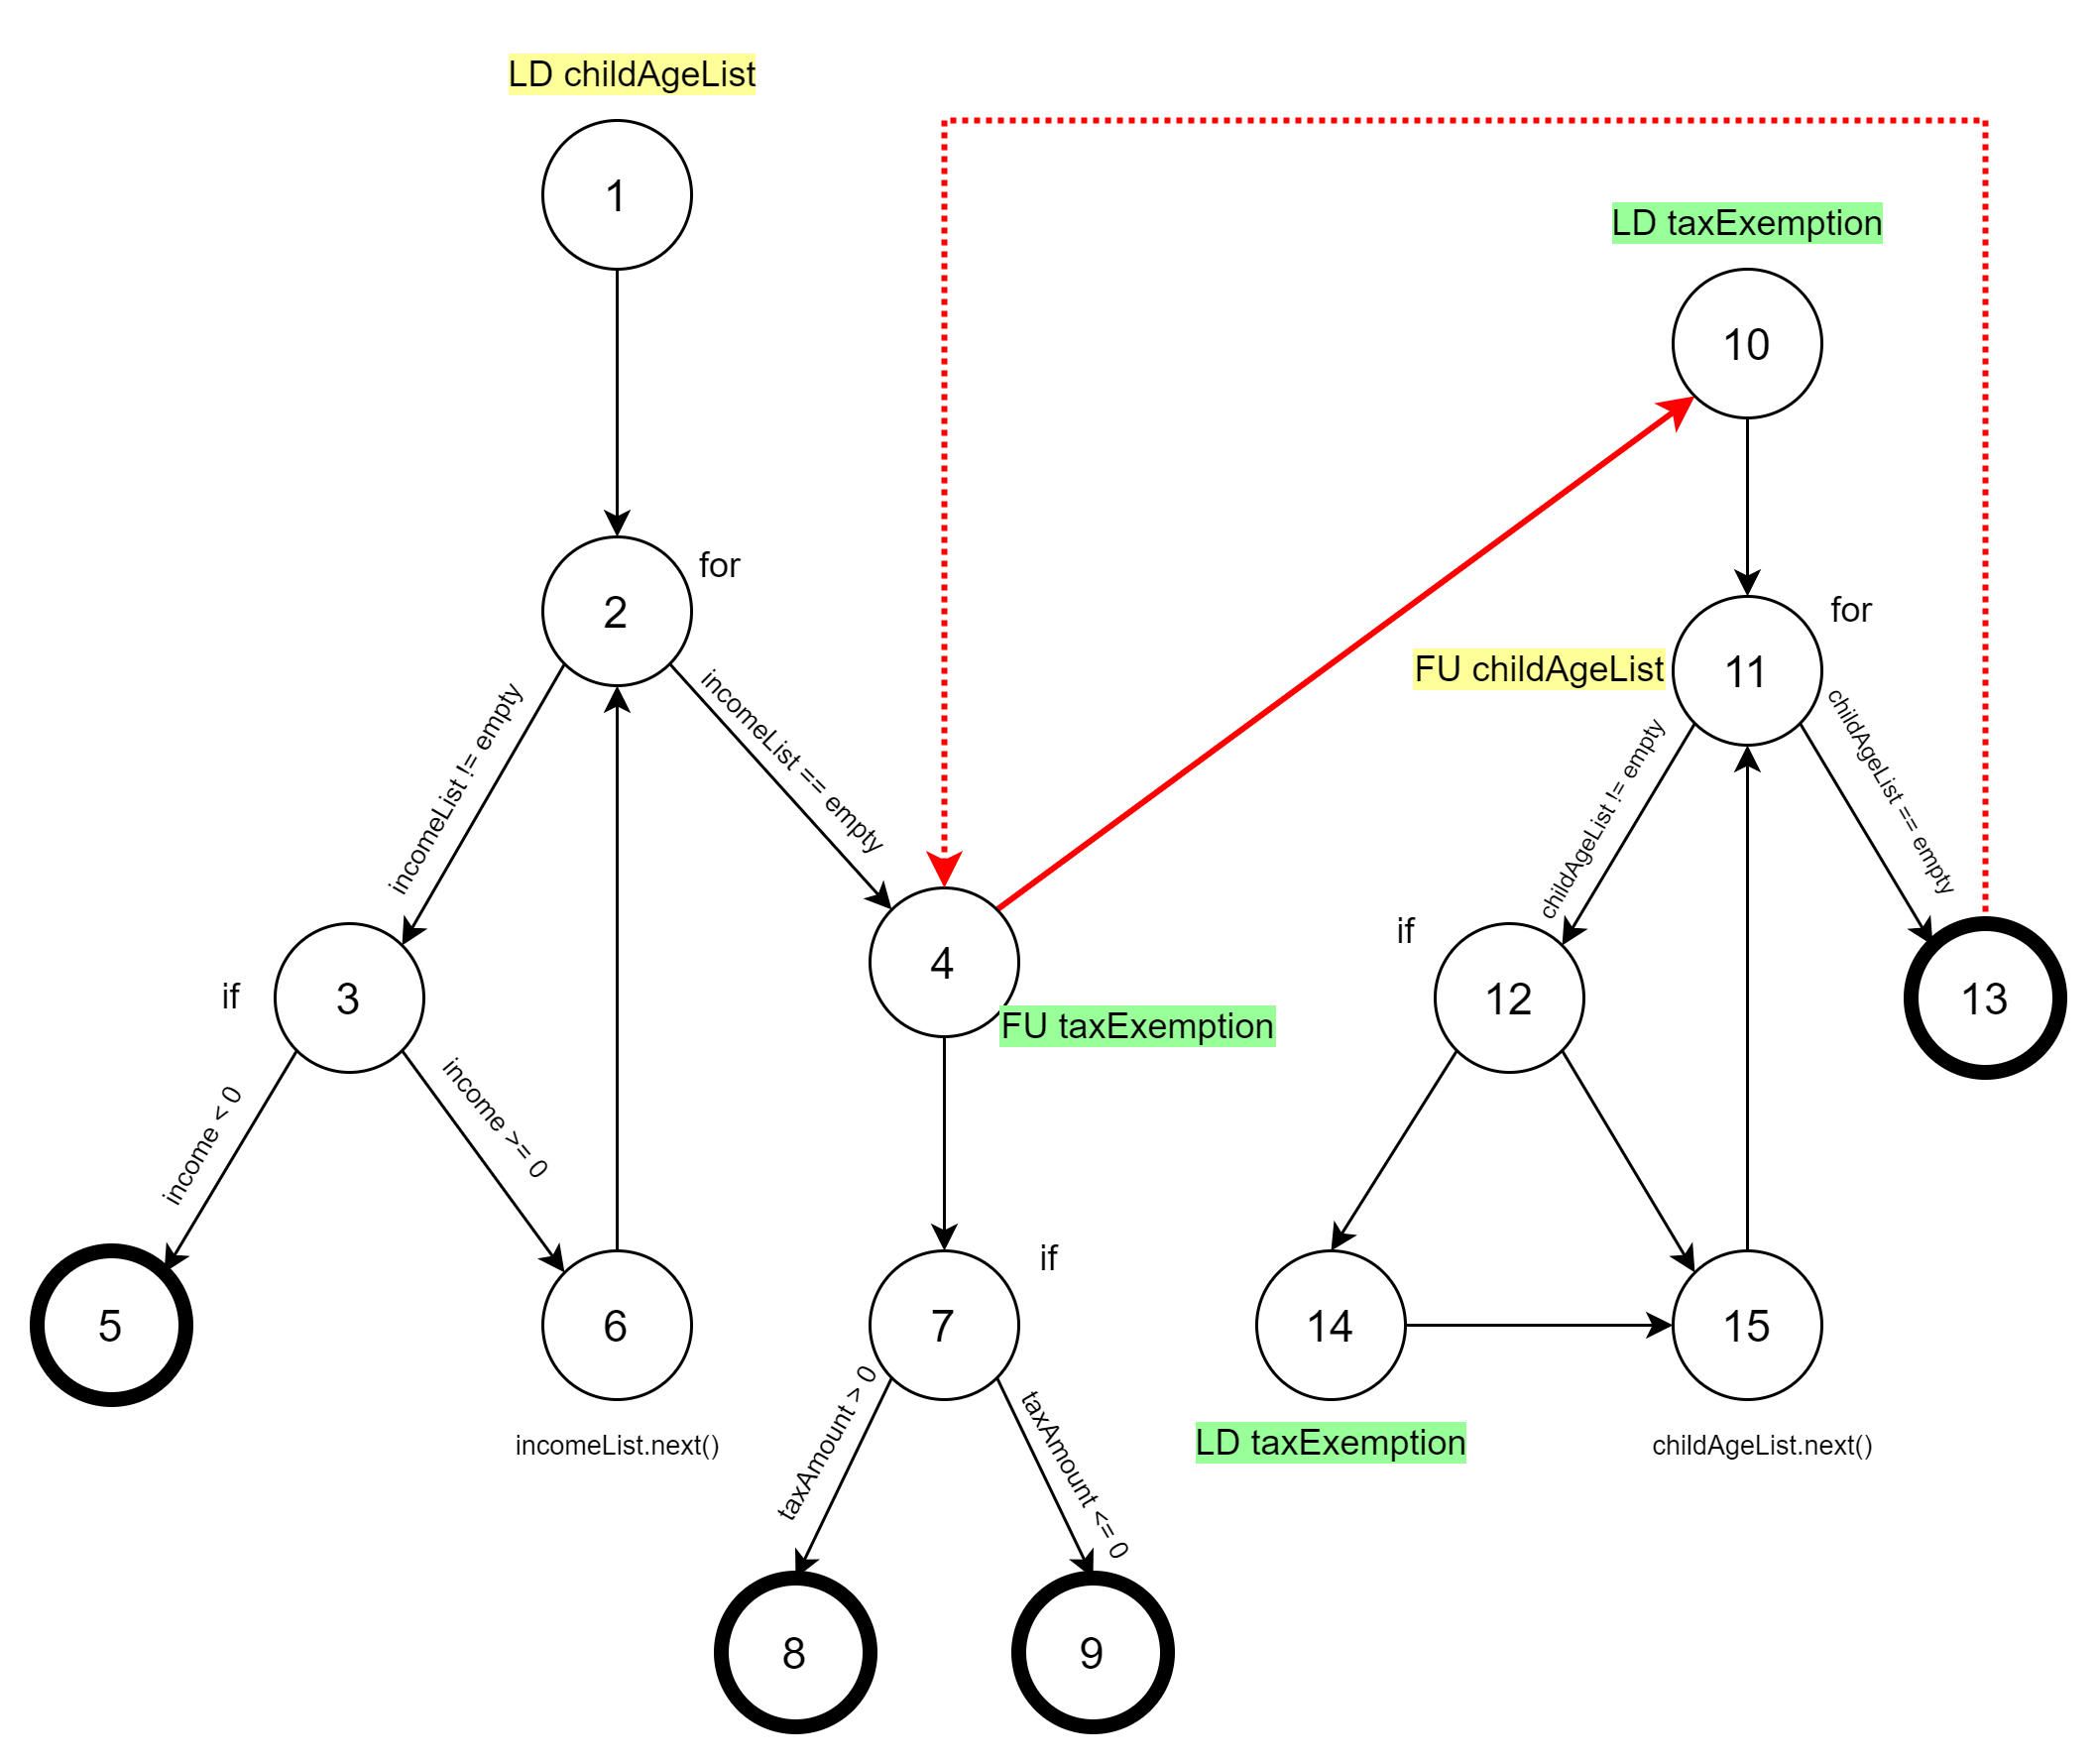 LD childAgeList
1
LD taxExemption
10
for
2
for
FU childAgeList
11
incomeList != empty
incomeList == empty
childAgeList != empty
childAgeList == empty
if
3
4
FU taxExemption
if
12
13
income < 0
income >= 0
if
5
6
7
14
15
incomeList.next()
taxAmount > 0
taxAmount <= 0
LD taxExemption
childAgeList.next()
8
9